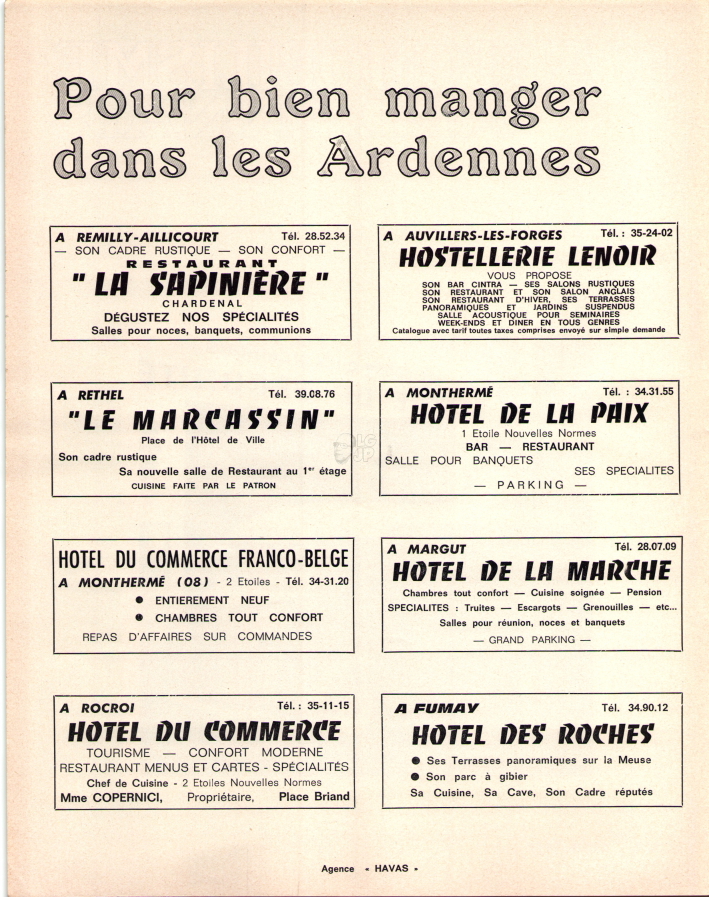 Pour bien manger
dans les Ardennes
A REMILLY-AILLICOURT Tél. 28.52.34
— SON CADRE RUSTIQUE — SON CONFORT —
RESTAURANT
" LA SAPINIÈRE "
CHARDENAL
DÉGUSTEZ NOS SPÉCIALITÉS
Salles pour noces, banquets, communions
A AUVILLERS-LES-FORGES Tél. : 35-24-02
HOSTELLERIE LENOIR
VOUS PROPOSE
SON BAR CINTRA — SES SALONS RUSTIQUES
SON RESTAURANT ET SON SALON ANGLAIS
SON RESTAURANT D'HIVER, SES TERRASSES
PANORAMIQUES ET JARDINS SUSPENDUS
SALLE ACOUSTIQUE POUR SEMINAIRES
WEEK-ENDS ET DINER EN TOUS GENRES
Catalogue avec tarif toutes taxes comprises envoyé sur simple demande
A RETHEL Tél. 39.08.76
"LE MARCASSIN"
Place de l'Hôtel de Ville
Son cadre rustique
Sa nouvelle salle de Restaurant au 1er étage
CUISINE FAITE PAR LE PATRON
A MONTHERMÉ Tél. : 34.31.55
HOTEL DE LA PAIX
1 Etoile Nouvelles Normes
BAR — RESTAURANT
SALLE POUR BANQUETS
SES SPECIALITES
— PARKING —
HOTEL DU COMMERCE FRANCO-BELGE
A MONTHERMÉ (08) - 2 Etoiles - Tél. 34-31.20
● ENTIEREMENT NEUF
● CHAMBRES TOUT CONFORT
REPAS D'AFFAIRES SUR COMMANDES
A MARGUT Tél. 28.07.09
HOTEL DE LA MARCHE
Chambres tout confort — Cuisine soignée — Pension
SPECIALITES : Truites — Escargots — Grenouilles — etc...
Salles pour réunion, noces et banquets
— GRAND PARKING —
A ROCROI Tél. : 35-11-15
HOTEL DU COMMERCE
TOURISME — CONFORT MODERNE
RESTAURANT MENUS ET CARTES - SPÉCIALITÉS
Chef de Cuisine - 2 Etoiles Nouvelles Normes
Mme COPERNICI, Propriétaire, Place Briand
A FUMAY Tél. 34.90.12
HOTEL DES ROCHES
● Ses Terrasses panoramiques sur la Meuse
● Son parc à gibier
Sa Cuisine, Sa Cave, Son Cadre réputés
Agence « HAVAS »